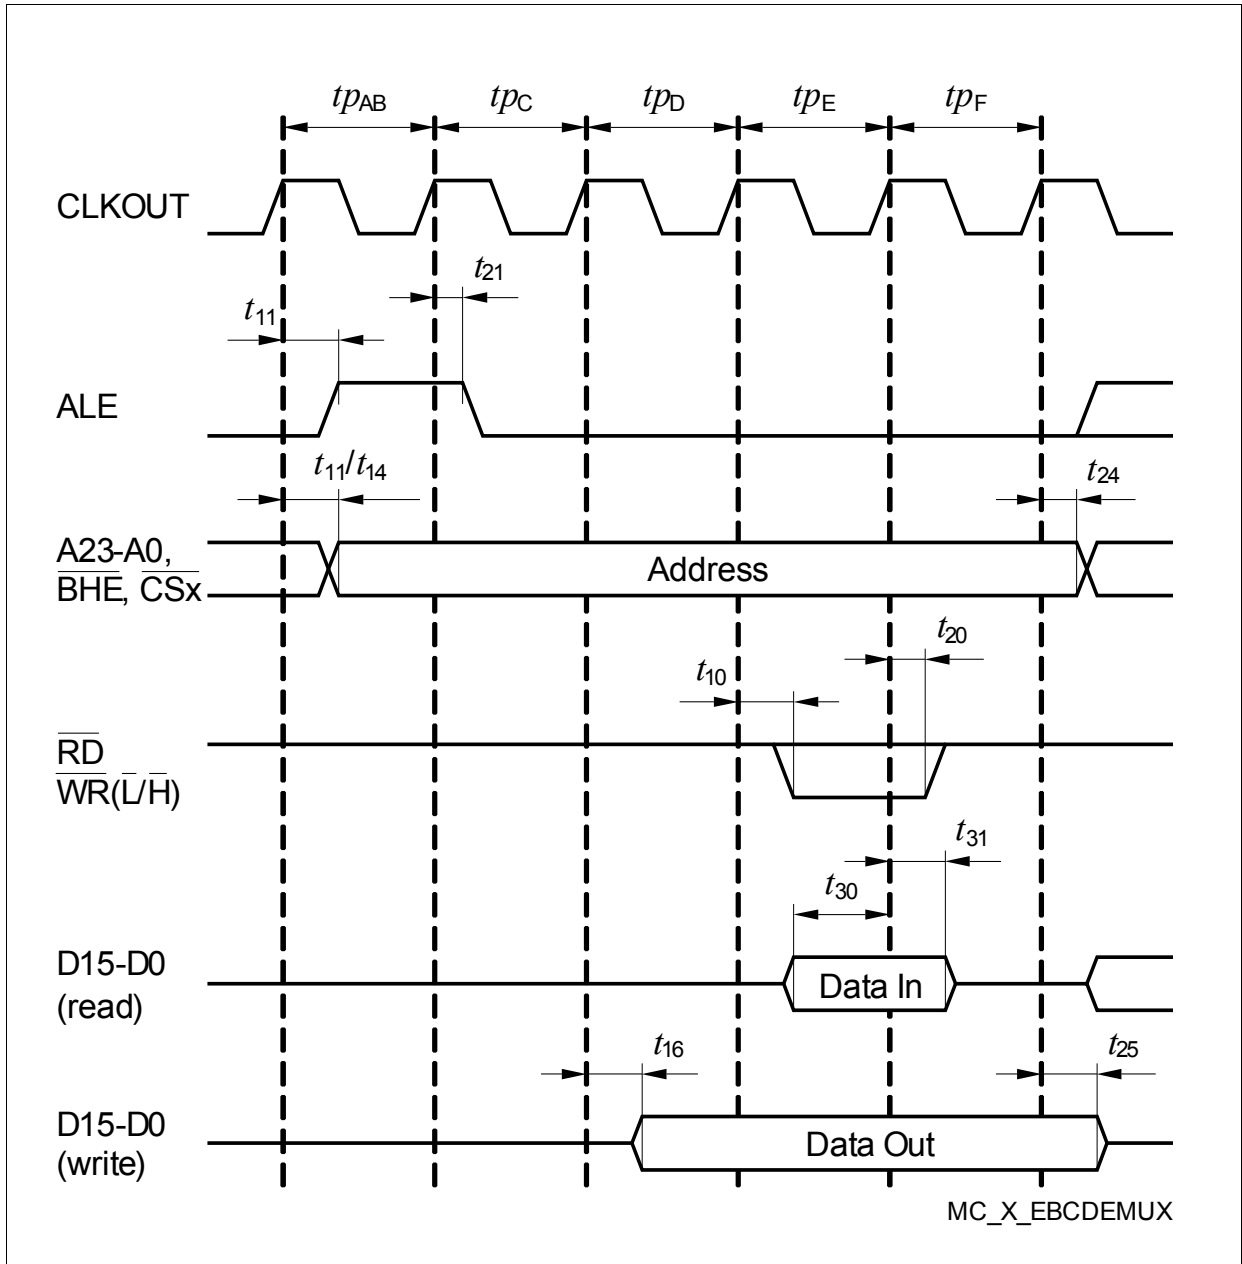 tpAB tpC tpD tpE tpF
CLKOUT
t21
t11
ALE
t11/t14 t24
A23-A0,
BHE, CSx
Address
t20
t10
RD
WR(L/H)
t31
t30
D15-D0
(read)
Data In
t16 t25
D15-D0
(write)
Data Out
MC_X_EBCDEMUX